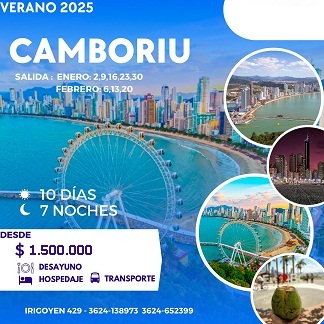 VERANO 2025
CAMBORIU
SALIDA : ENERO: 2,9,16,23,30
FEBRERO: 6,13,20
10 DÍAS
7 NOCHES
DESDE
$ 1.500.000
DESAYUNO
HOSPEDAJE TRANSPORTE
IRIGOYEN 429 - 3624-138973 3624-652399